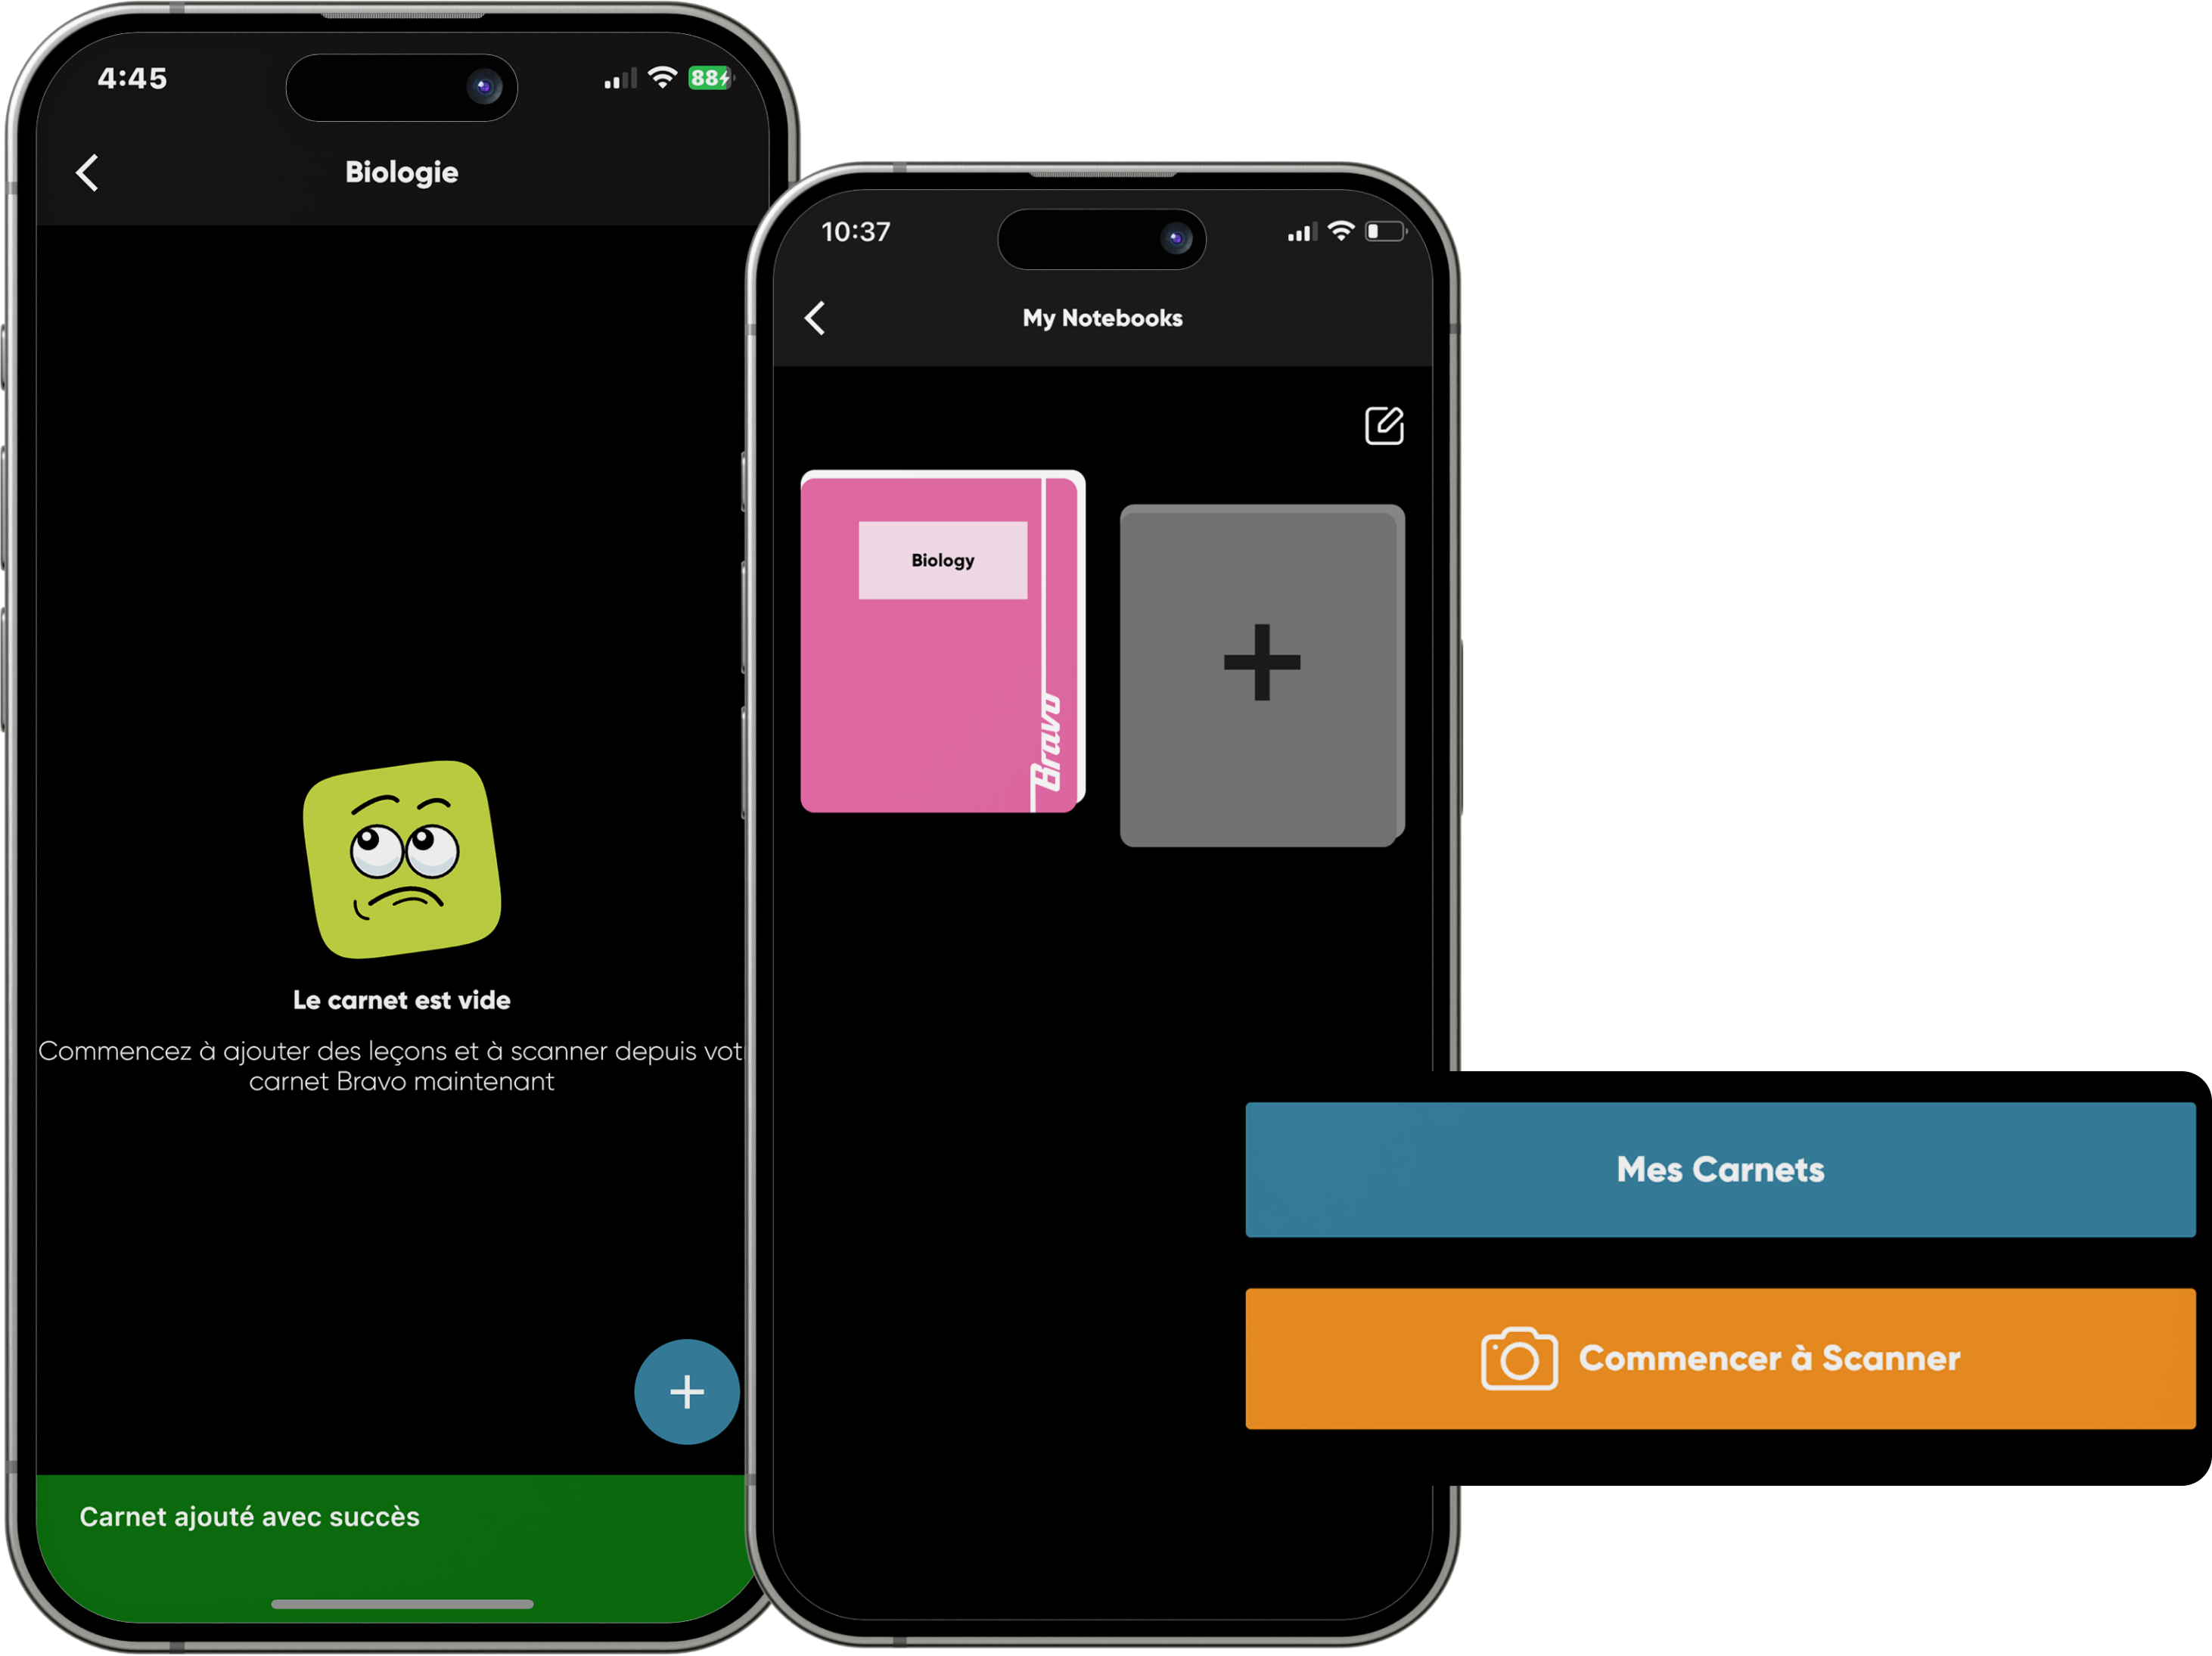 4:45
88
Biologie
Le carnet est vide
Commencez à ajouter des leçons et à scanner depuis
carnet Bravo maintenant
Carnet ajouté avec succès
10:37
My Notebooks
Biology
Bravo
Mes Carnets
Commencer à Scanner